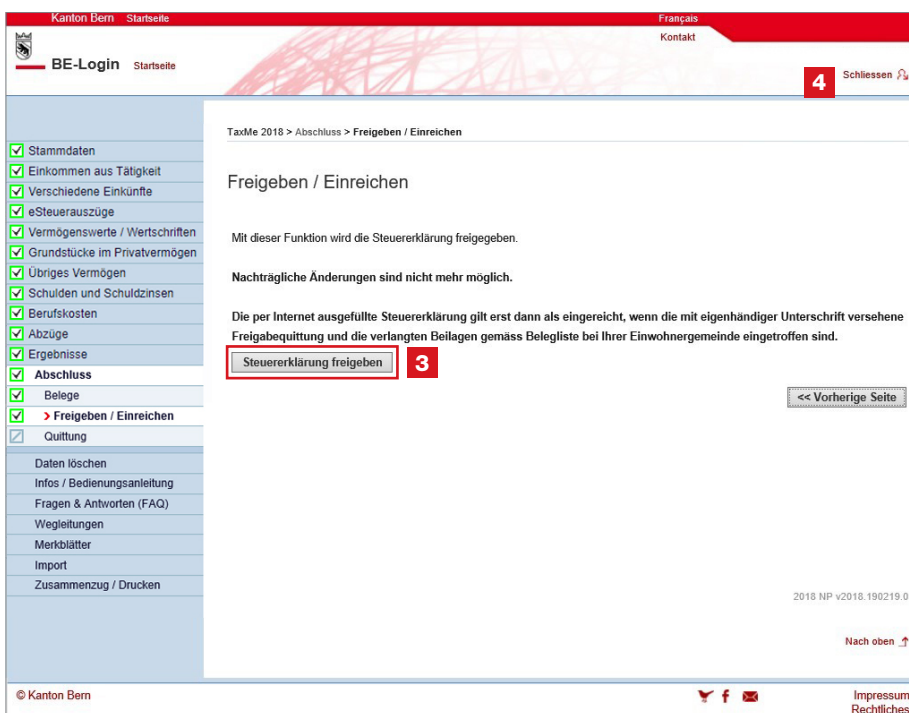 Kanton Bern Startseite Français
Kontakt
BE-Login Startseite
4 Schliessen
TaxMe 2018 > Abschluss > Freigeben / Einreichen
Stammdaten
Einkommen aus Tätigkeit
Verschiedene Einkünfte
eSteuerauszüge
Vermögenswerte / Wertschriften
Grundstücke im Privatvermögen
Übriges Vermögen
Schulden und Schuldzinsen
Berufskosten
Abzüge
Ergebnisse
Abschluss
Belege
Freigeben / Einreichen
Quittung
Daten löschen
Infos / Bedienungsanleitung
Fragen & Antworten (FAQ)
Wegleitungen
Merkblätter
Import
Zusammenzug / Drucken
Freigeben / Einreichen
Mit dieser Funktion wird die Steuererklärung freigegeben.
Nachträgliche Änderungen sind nicht mehr möglich.
Die per Internet ausgefüllte Steuererklärung gilt erst dann als eingereicht, wenn die mit eigenhändiger Unterschrift versehene
Freigabequittung und die verlangten Beilagen gemäss Belegliste bei Ihrer Einwohnergemeinde eingetroffen sind.
Steuererklärung freigeben 3
<< Vorherige Seite
2018 NP v2018.190219.0
Nach oben
© Kanton Bern
Impressum
Rechtliches